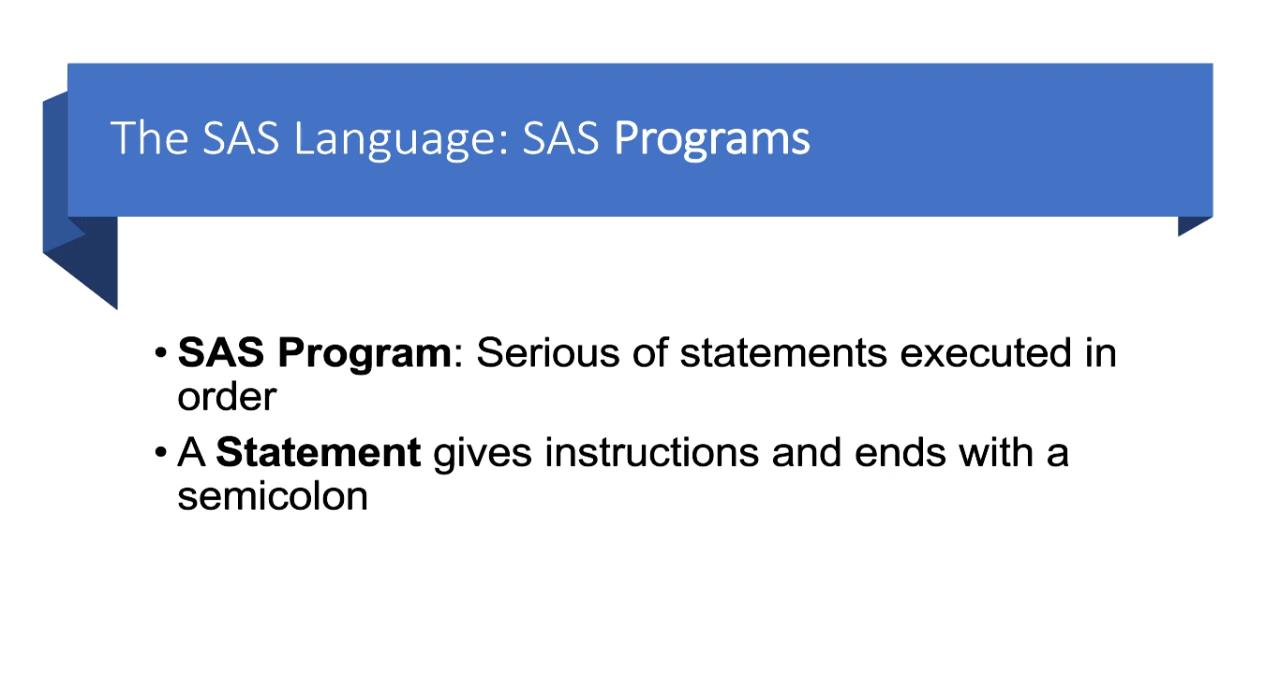 The SAS Language: SAS Programs
• SAS Program: Serious of statements executed in
order
• A Statement gives instructions and ends with a
semicolon